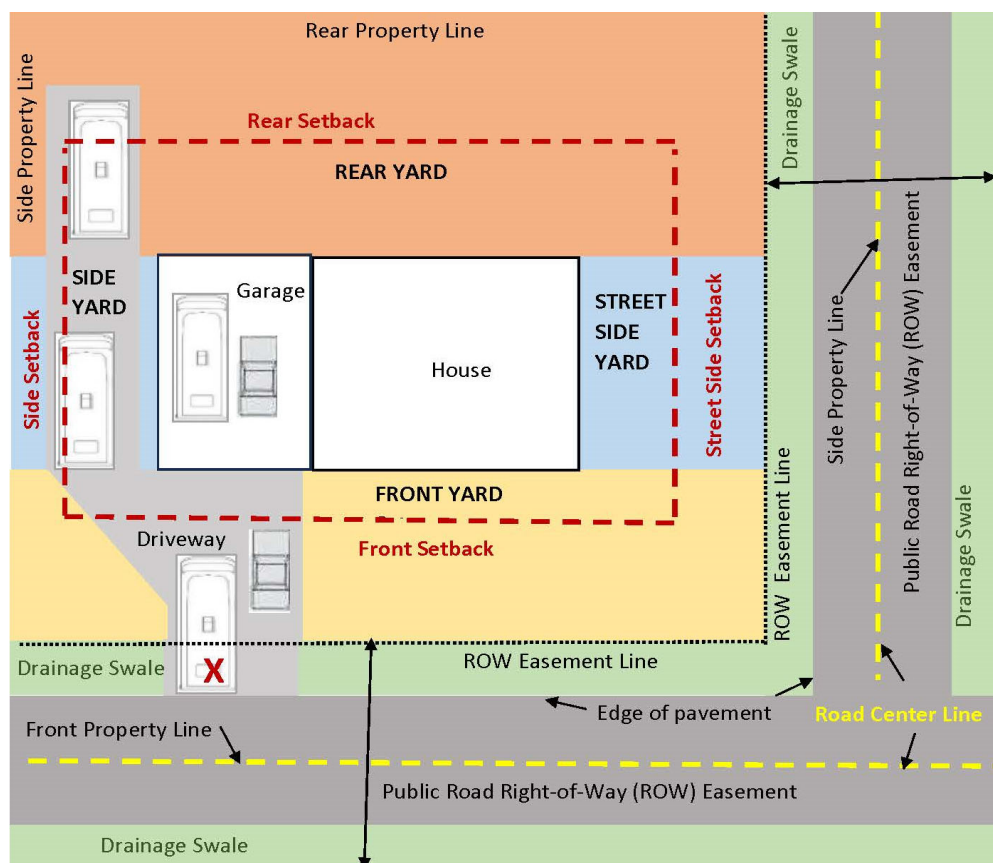 Rear Property Line
Side Property Line
Drainage Swale
Rear Setback
REAR YARD
Public Road Right-of-Way (ROW) Easement
SIDE
YARD
Garage
STREET
SIDE
YARD
Side Setback
House
Street Side Setback
Side Property Line
ROW Easement Line
Drainage Swale
FRONT YARD
Driveway
Front Setback
X
Drainage Swale
ROW Easement Line
Edge of pavement
Road Center Line
Front Property Line
Public Road Right-of-Way (ROW) Easement
Drainage Swale